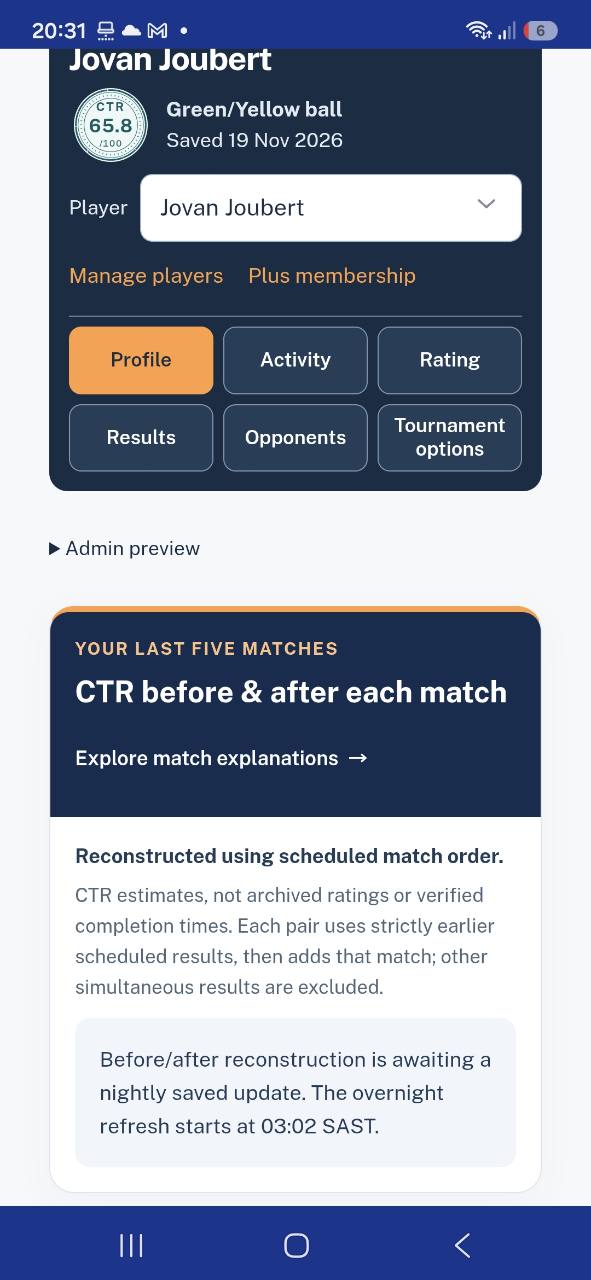 20:31
6
Jovan Joubert
CTR
65.8
/100
Green/Yellow ball
Saved 19 Nov 2026
Player
Jovan Joubert
Manage players
Plus membership
Profile
Activity
Rating
Results
Opponents
Tournament
options
Admin preview
YOUR LAST FIVE MATCHES
CTR before & after each match
Explore match explanations →
Reconstructed using scheduled match order.
CTR estimates, not archived ratings or verified
completion times. Each pair uses strictly earlier
scheduled results, then adds that match; other
simultaneous results are excluded.
Before/after reconstruction is awaiting a
nightly saved update. The overnight
refresh starts at 03:02 SAST.